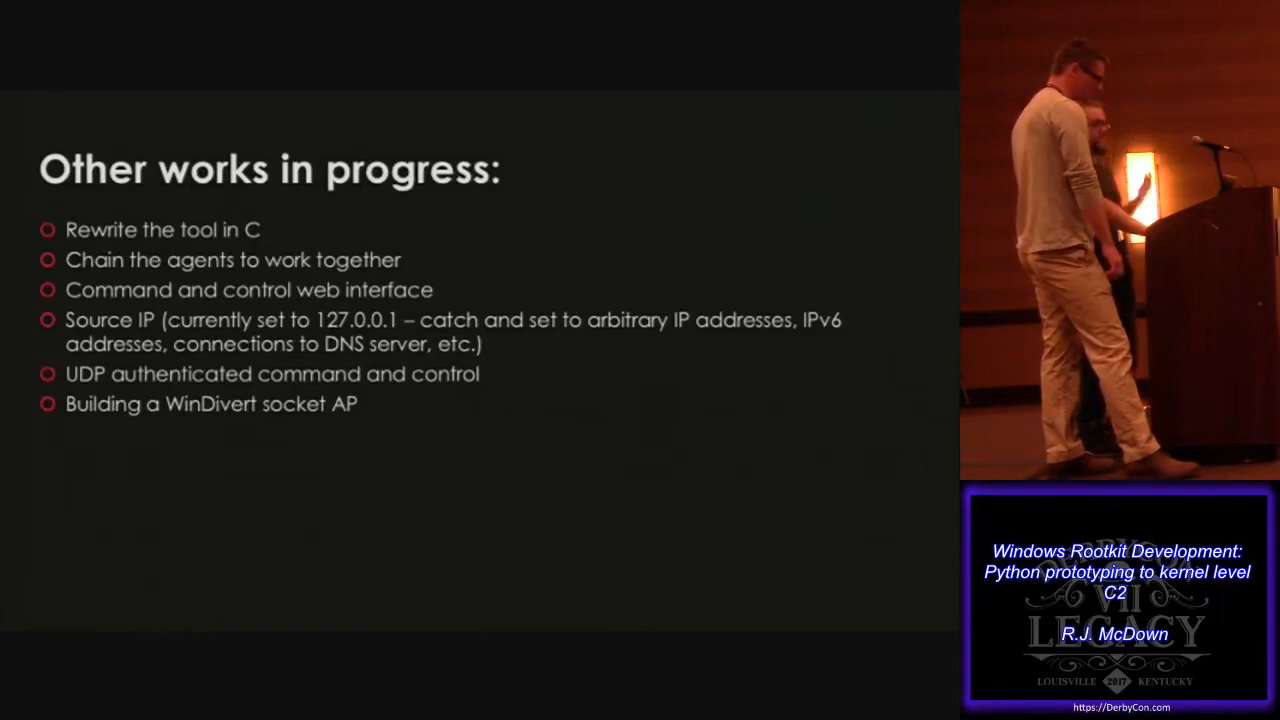 Other works in progress:
Rewrite the tool in C
Chain the agents to work together
Command and control web interface
Source IP (currently set to 127.0.0.1 – catch and set to arbitrary IP addresses, IPv6
addresses, connections to DNS server, etc.)
UDP authenticated command and control
Building a WinDivert socket AP
Windows Rootkit Development:
Python prototyping to kernel level
C2
R.J. McDown
DERBYCON
VII
LEGACY
LOUISVILLE 2017 KENTUCKY
https://DerbyCon.com